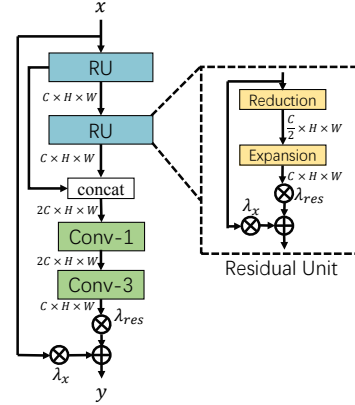 x
RU
C × H × W
RU
C × H × W
concat
2C × H × W
Conv-1
2C × H × W
Conv-3
C × H × W
λres
λx
y
Reduction
C/2 × H × W
Expansion
C × H × W
λres
λx
Residual Unit